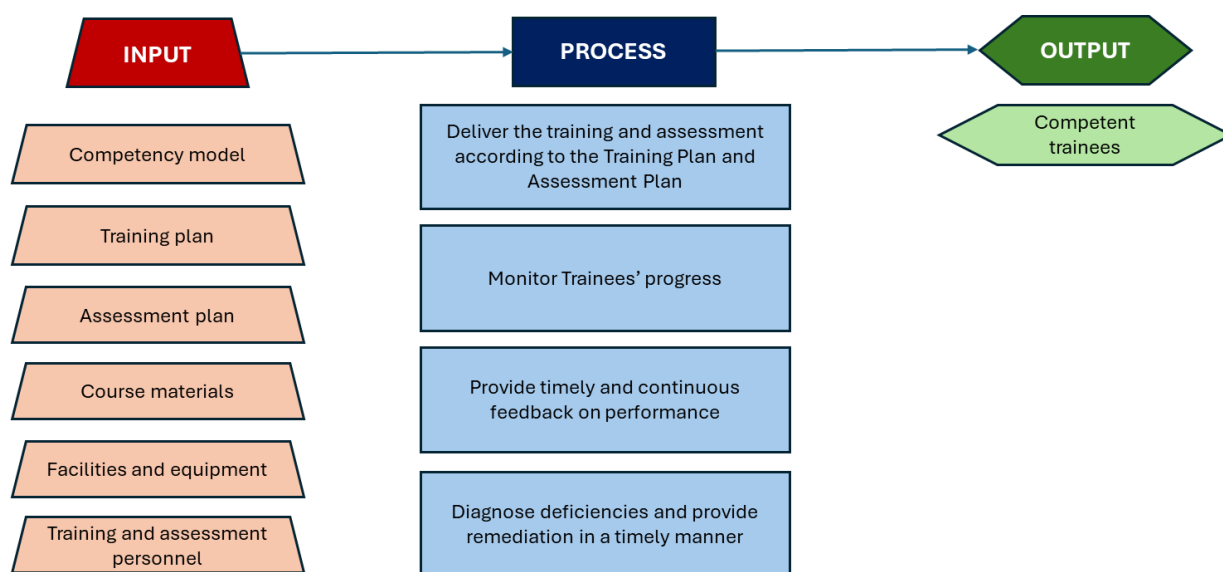 INPUT
PROCESS
OUTPUT
Competency model
Training plan
Assessment plan
Course materials
Facilities and equipment
Training and assessment
personnel
Deliver the training and assessment
according to the Training Plan and
Assessment Plan
Monitor Trainees’ progress
Provide timely and continuous
feedback on performance
Diagnose deficiencies and provide
remediation in a timely manner
Competent
trainees